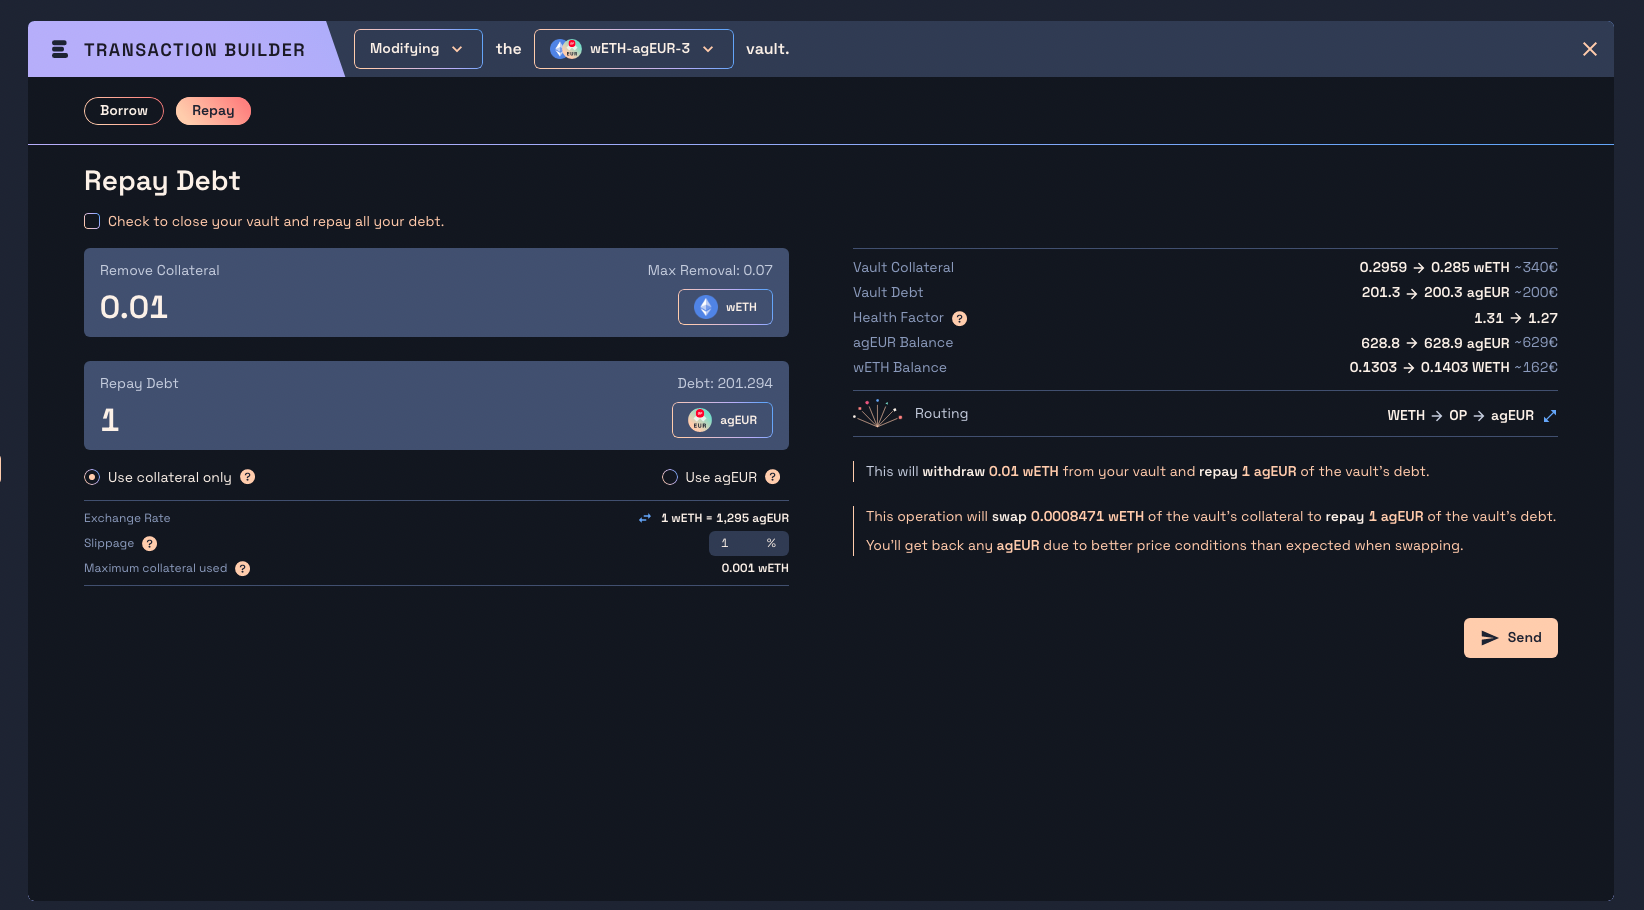 TRANSACTION BUILDER Modifying the wETH-agEUR-3 vault.
Borrow Repay
Repay Debt
Check to close your vault and repay all your debt.
Remove Collateral Max Removal: 0.07
0.01 wETH
Repay Debt Debt: 201.294
1 EUR agEUR
Use collateral only ? Use agEUR ?
Exchange Rate 1 wETH = 1,295 agEUR
Slippage ? 1 %
Maximum collateral used ? 0.001 wETH
Vault Collateral 0.2959 → 0.285 wETH ~340€
Vault Debt 201.3 → 200.3 agEUR ~200€
Health Factor ? 1.31 → 1.27
agEUR Balance 628.8 → 628.9 agEUR ~629€
wETH Balance 0.1303 → 0.1403 WETH ~162€
Routing WETH → OP → agEUR
This will withdraw 0.01 wETH from your vault and repay 1 agEUR of the vault's debt.
This operation will swap 0.0008471 wETH of the vault's collateral to repay 1 agEUR of the vault's debt.
You'll get back any agEUR due to better price conditions than expected when swapping.
Send